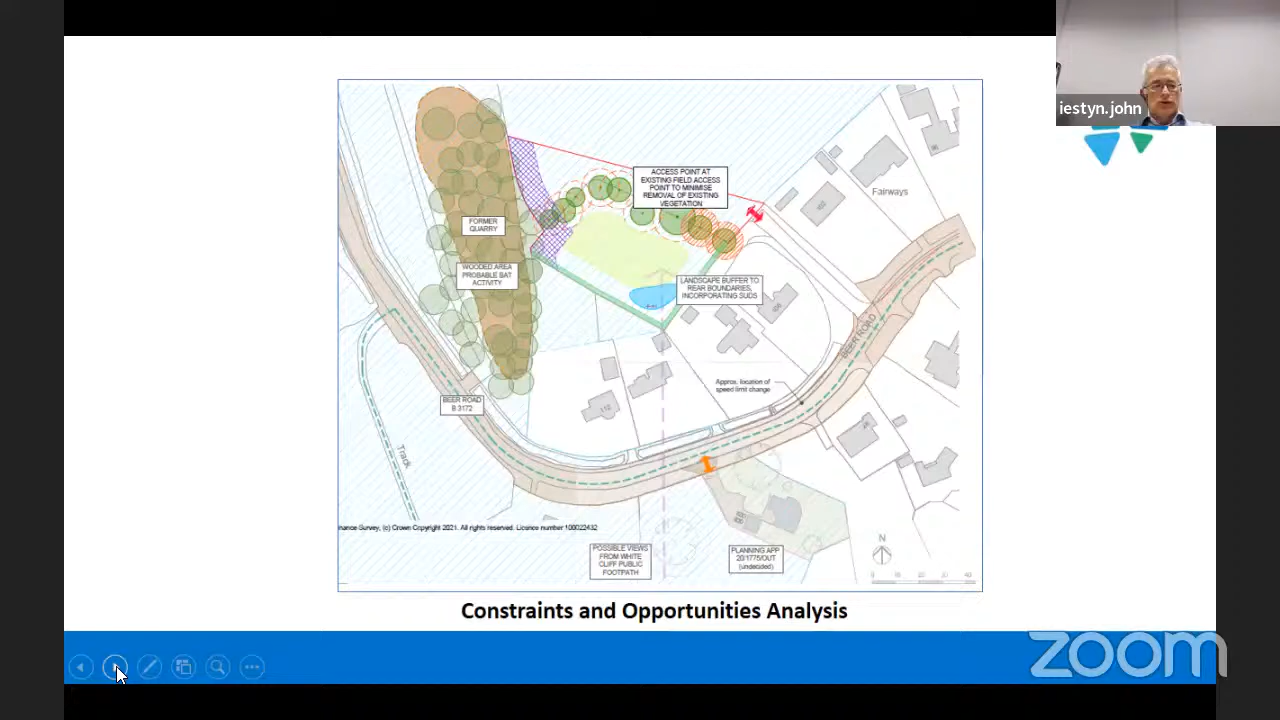 iestyn.john
ACCESS POINT AT
EXISTING FIELD ACCESS
POINT TO MINIMISE
REMOVAL OF EXISTING
VEGETATION
Fairways
FORMER
QUARRY
WOODED AREA
PROBABLE BAT
ACTIVITY
LANDSCAPE BUFFER TO
REAR BOUNDARIES,
INCORPORATING SUDS
BEER ROAD
Approx. location of
speed limit change
BEER ROAD
B 3172
Track
(c) Crown Copyright 2021. All rights reserved. Licence number 100022432
POSSIBLE VIEWS
FROM WHITE
CLIFF PUBLIC
FOOTPATH
PLANNING APP
20/1775/OUT
(undecided)
N
Constraints and Opportunities Analysis
zoom